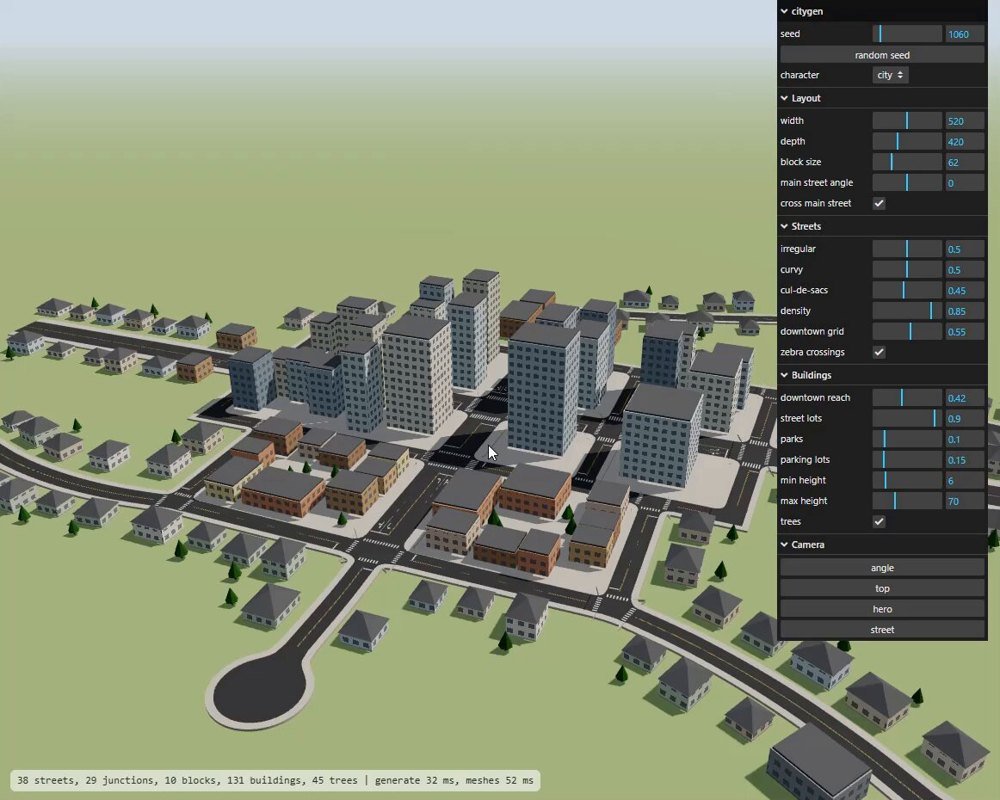 citygen
seed 1060
random seed
character city
Layout
width 520
depth 420
block size 62
main street angle 0
cross main street
Streets
irregular 0.5
curvy 0.5
cul-de-sacs 0.45
density 0.85
downtown grid 0.55
zebra crossings
Buildings
downtown reach 0.42
street lots 0.9
parks 0.1
parking lots 0.15
min height 6
max height 70
trees
Camera
angle
top
hero
street
38 streets, 29 junctions, 10 blocks, 131 buildings, 45 trees | generate 32 ms, meshes 52 ms